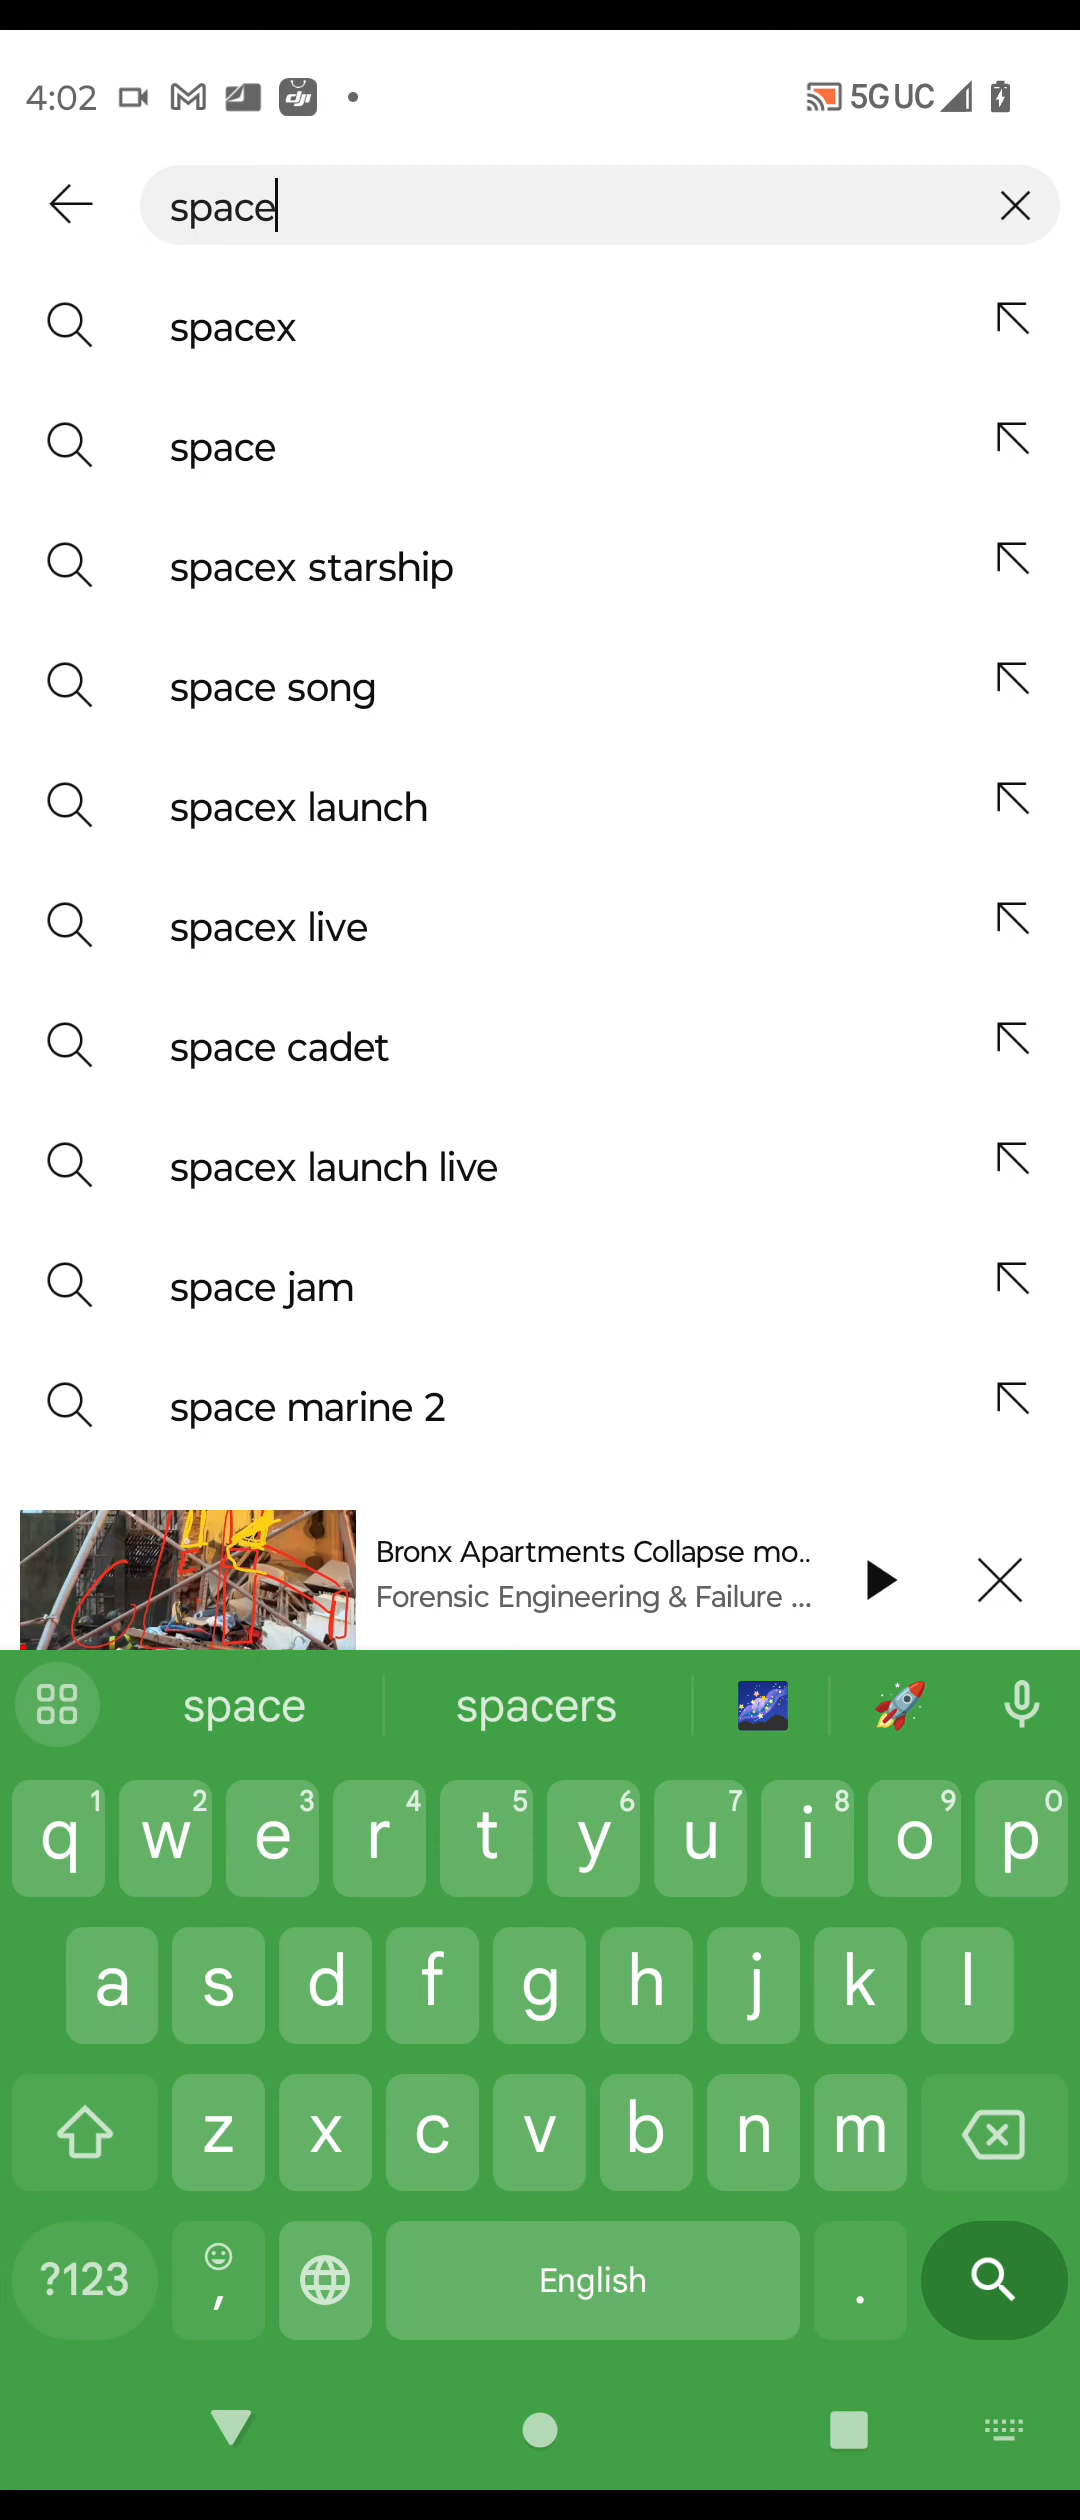 4:02
dji
5G UC
space
spacex
space
spacex starship
space song
spacex launch
spacex live
space cadet
spacex launch live
space jam
space marine 2
Bronx Apartments Collapse mo..
Forensic Engineering & Failure ...
space spacers
1 2 3 4 5 6 7 8 9 0
q w e r t y u i o p
a s d f g h j k l
z x c v b n m
?123 , English .